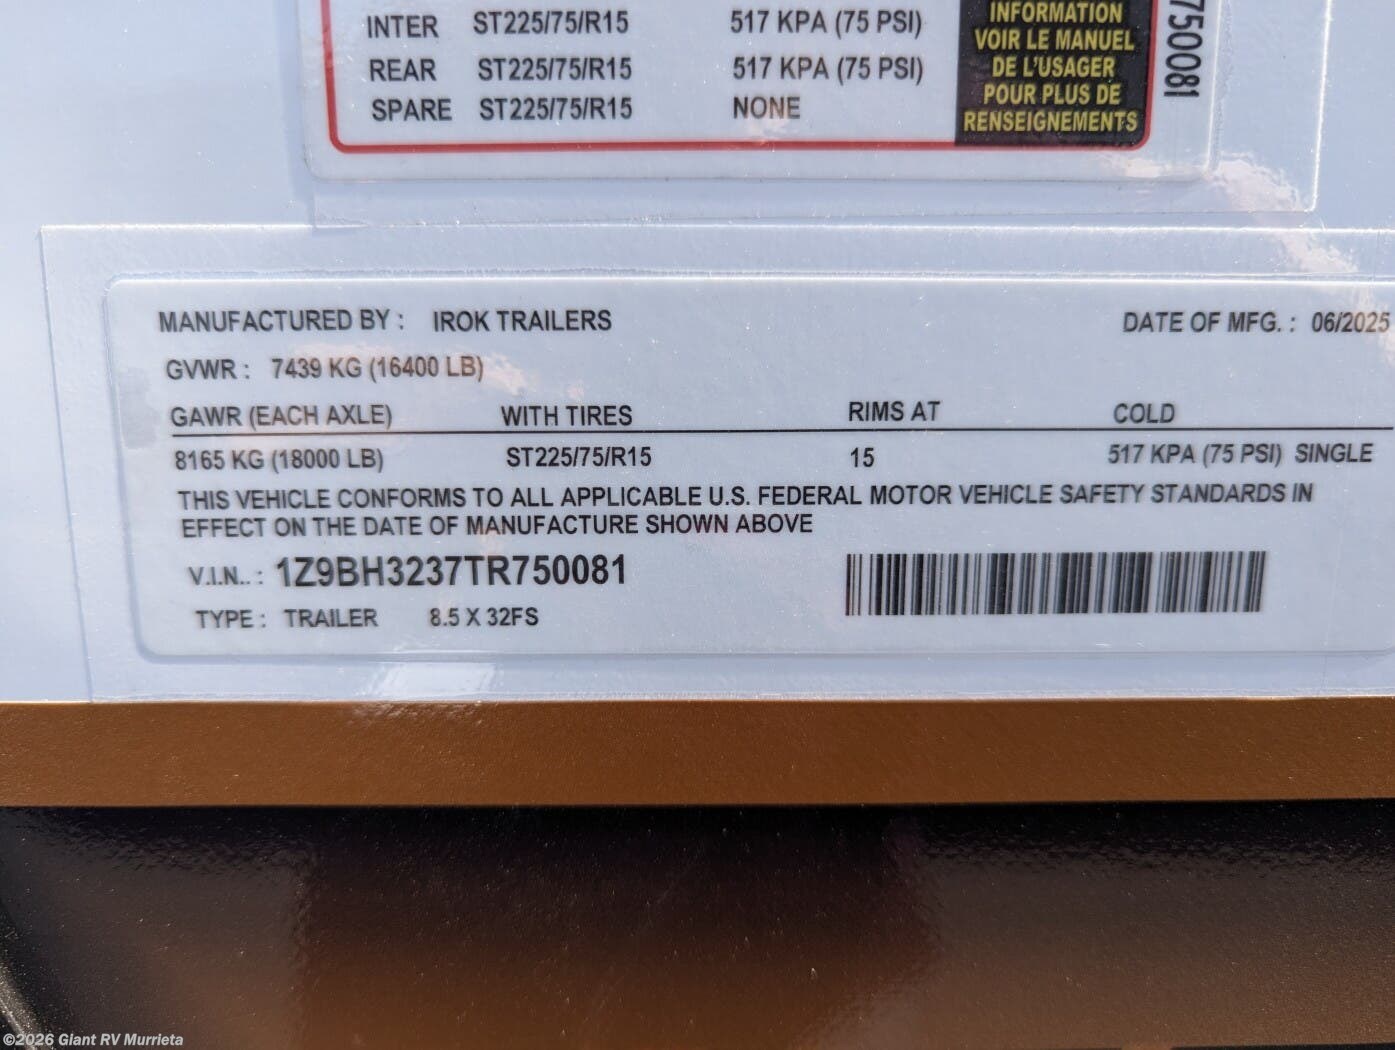 INTER ST225/75/R15 517 KPA (75 PSI)
REAR ST225/75/R15 517 KPA (75 PSI)
SPARE ST225/75/R15 NONE
INFORMATION
VOIR LE MANUEL
DE L'USAGER
POUR PLUS DE
RENSEIGNEMENTS
750081
MANUFACTURED BY : IROK TRAILERS DATE OF MFG. : 06/2025
GVWR : 7439 KG (16400 LB)
GAWR (EACH AXLE) WITH TIRES RIMS AT COLD
8165 KG (18000 LB) ST225/75/R15 15 517 KPA (75 PSI) SINGLE
THIS VEHICLE CONFORMS TO ALL APPLICABLE U.S. FEDERAL MOTOR VEHICLE SAFETY STANDARDS IN
EFFECT ON THE DATE OF MANUFACTURE SHOWN ABOVE
V.I.N.. : 1Z9BH3237TR750081
TYPE : TRAILER 8.5 X 32FS
©2026 Giant RV Murrieta